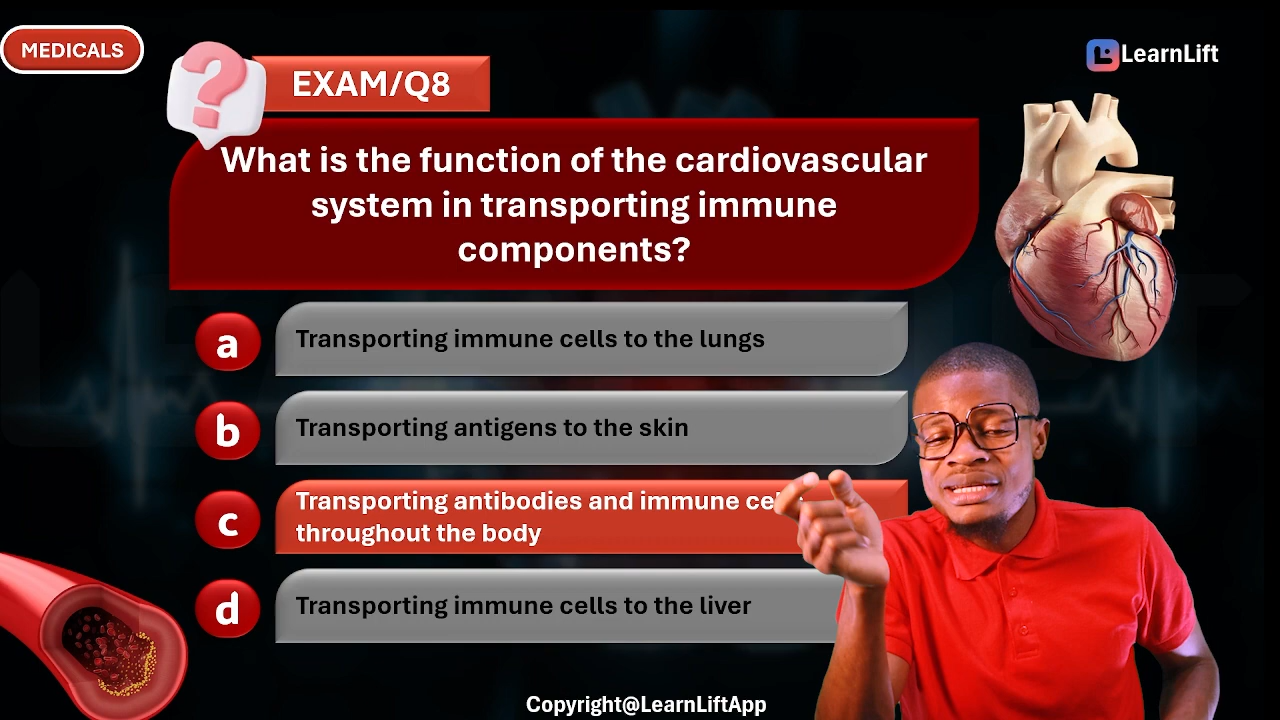 MEDICALS
LearnLift
?
EXAM/Q8
What is the function of the cardiovascular
system in transporting immune
components?
a
Transporting immune cells to the lungs
b
Transporting antigens to the skin
c
Transporting antibodies and immune
throughout the body
d
Transporting immune cells to the liver
Copyright@LearnLiftApp